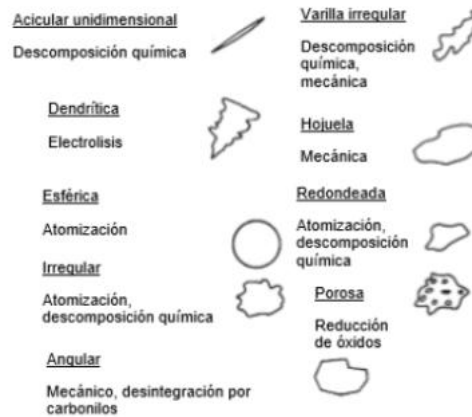 Acicular unidimensional
Descomposición química
Varilla irregular
Descomposición
química,
mecánica
Dendrítica
Electrolisis
Hojuela
Mecánica
Esférica
Atomización
Redondeada
Atomización,
descomposición
química
Irregular
Atomización,
descomposición química
Porosa
Reducción
de óxidos
Angular
Mecánico, desintegración por
carbonilos